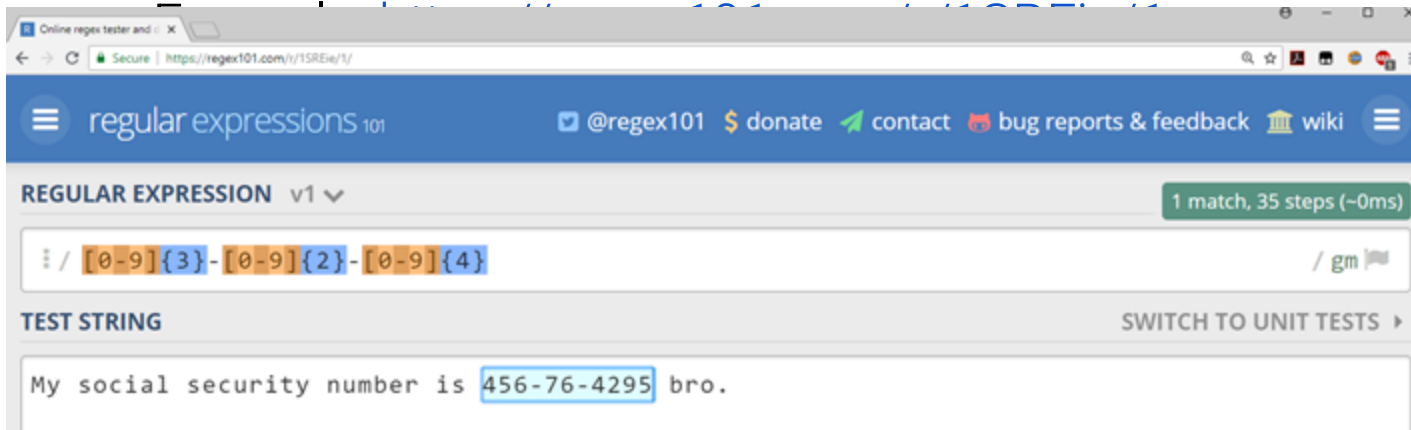 Online regex tester and d
Secure | https://regex101.com/r/1SREie/1/
regular expressions 101 @regex101 $ donate contact bug reports & feedback wiki
REGULAR EXPRESSION v1 1 match, 35 steps (~0ms)
/ [0-9]{3}-[0-9]{2}-[0-9]{4} / gm
TEST STRING SWITCH TO UNIT TESTS
My social security number is 456-76-4295 bro.